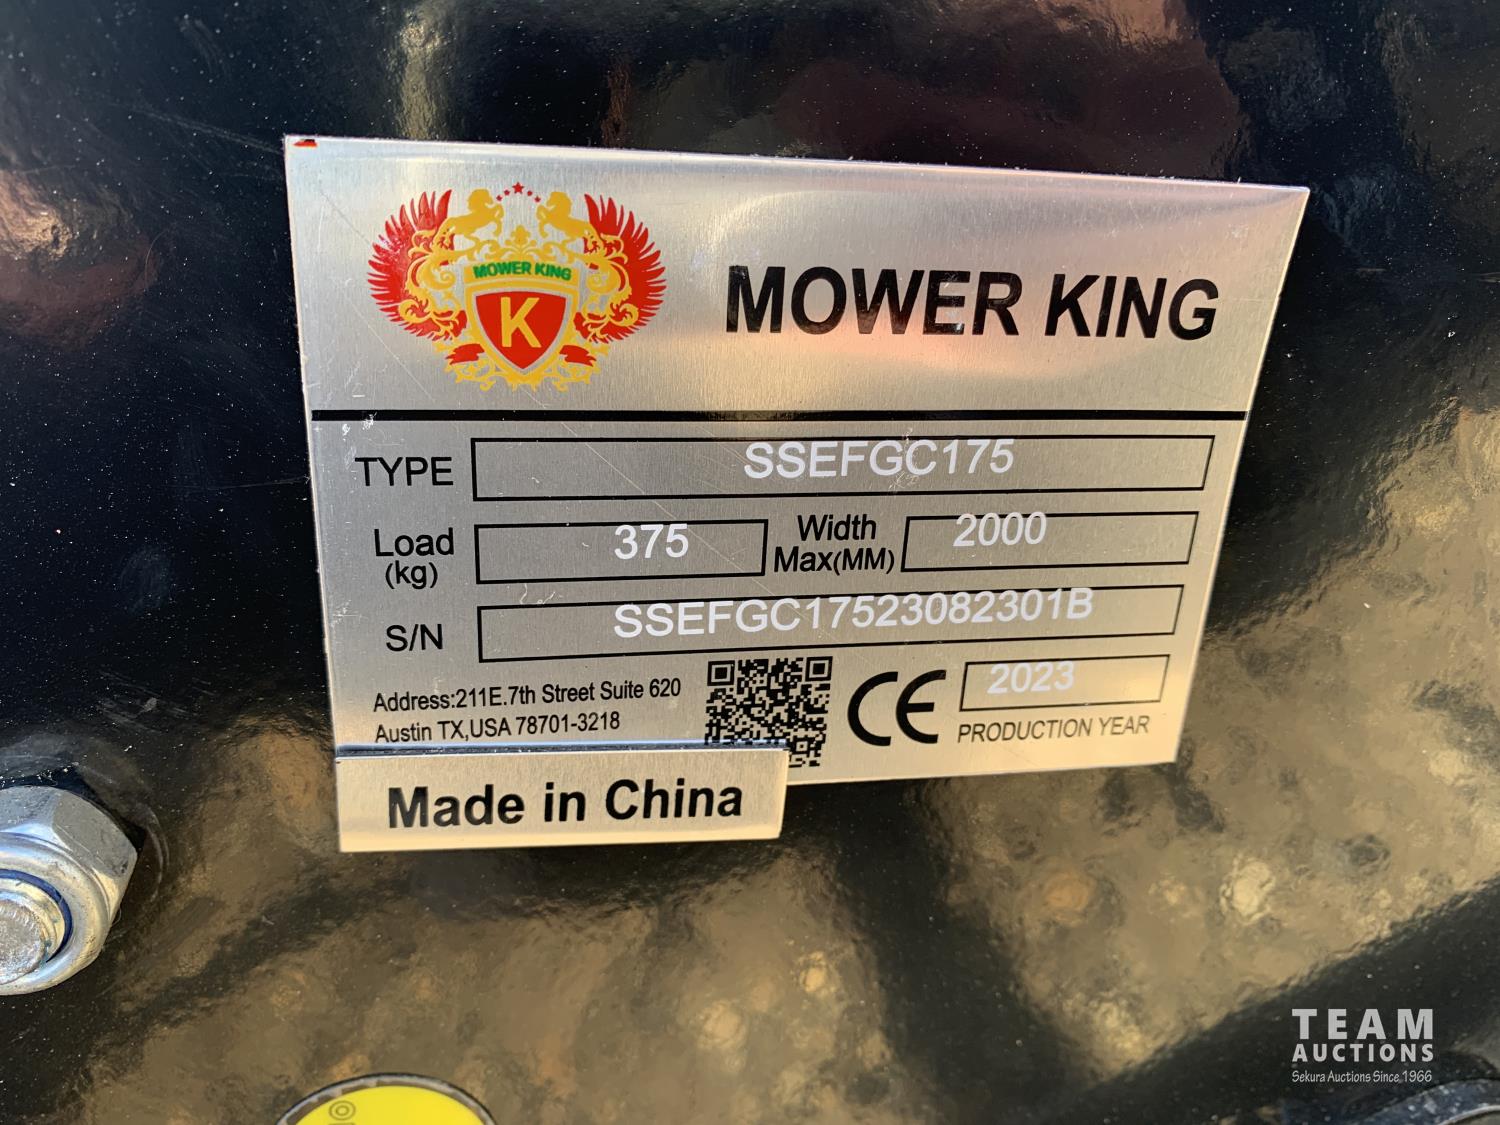 MOWER KING
K
MOWER KING
TYPE SSEFGC175
Load (kg) 375 Width Max(MM) 2000
S/N SSEFGC17523082301B
Address:211E.7th Street Suite 620
Austin TX,USA 78701-3218
CE
2023
PRODUCTION YEAR
Made in China
TEAM
AUCTIONS
Sekura Auctions Since 1966